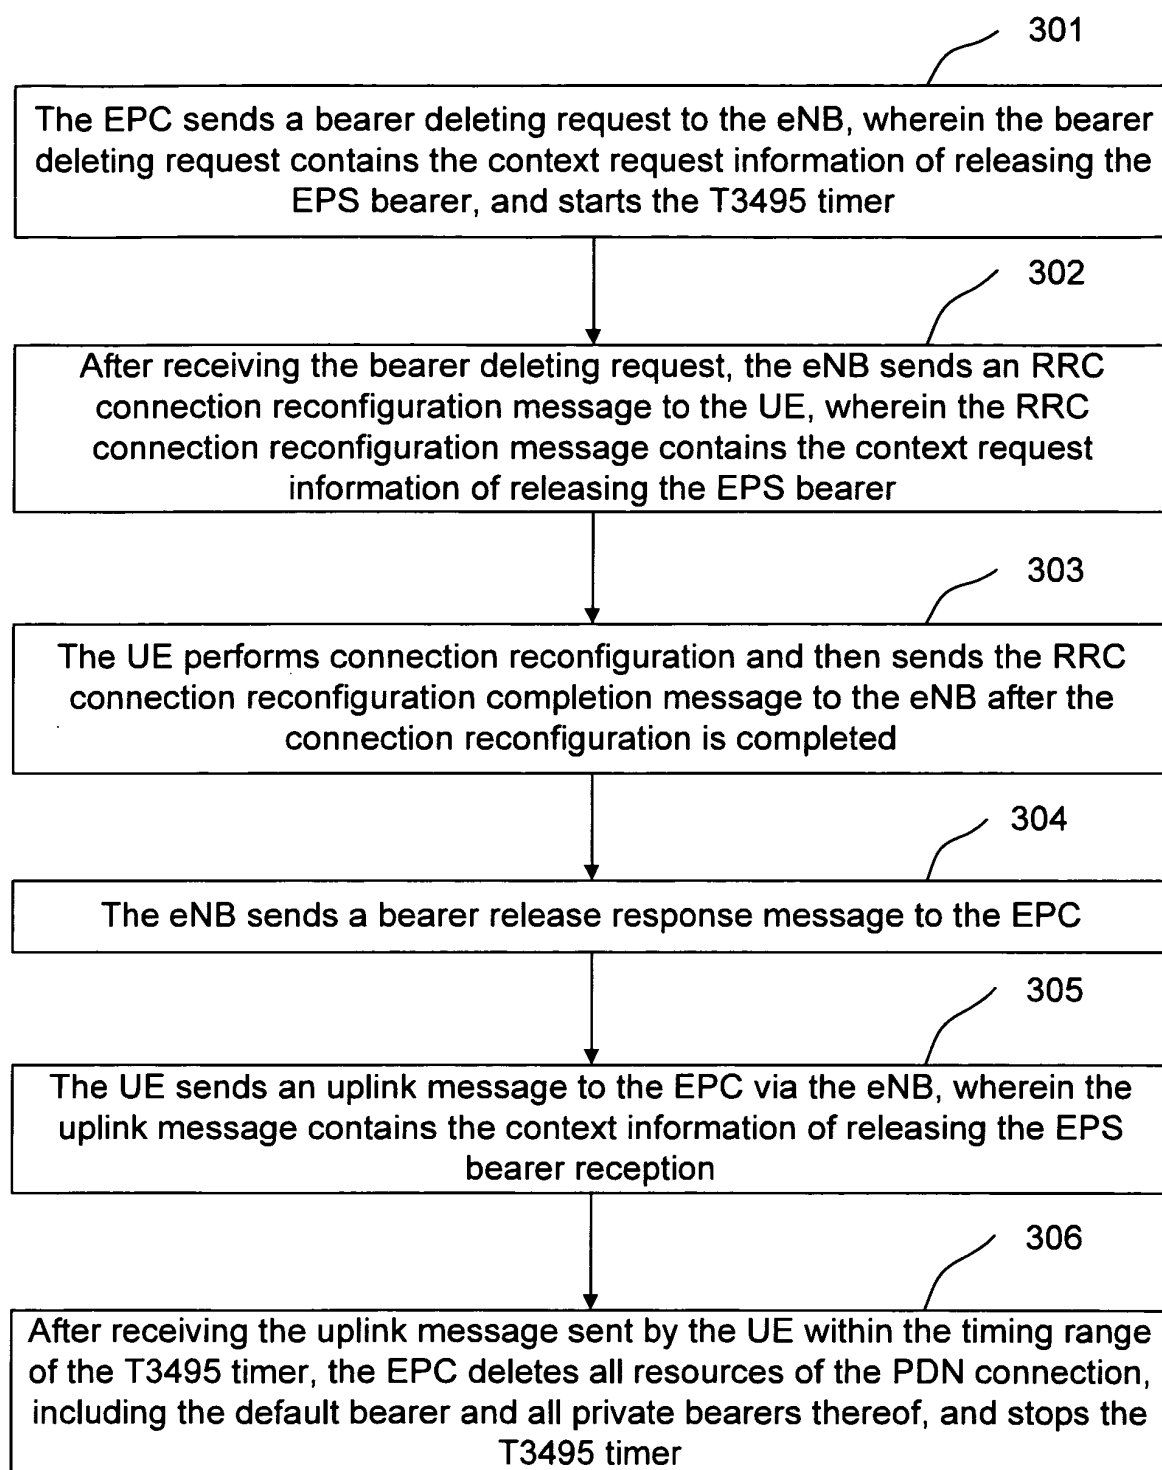 301
The EPC sends a bearer deleting request to the eNB, wherein the bearer
deleting request contains the context request information of releasing the
EPS bearer, and starts the T3495 timer
302
After receiving the bearer deleting request, the eNB sends an RRC
connection reconfiguration message to the UE, wherein the RRC
connection reconfiguration message contains the context request
information of releasing the EPS bearer
303
The UE performs connection reconfiguration and then sends the RRC
connection reconfiguration completion message to the eNB after the
connection reconfiguration is completed
304
The eNB sends a bearer release response message to the EPC
305
The UE sends an uplink message to the EPC via the eNB, wherein the
uplink message contains the context information of releasing the EPS
bearer reception
306
After receiving the uplink message sent by the UE within the timing range
of the T3495 timer, the EPC deletes all resources of the PDN connection,
including the default bearer and all private bearers thereof, and stops the
T3495 timer